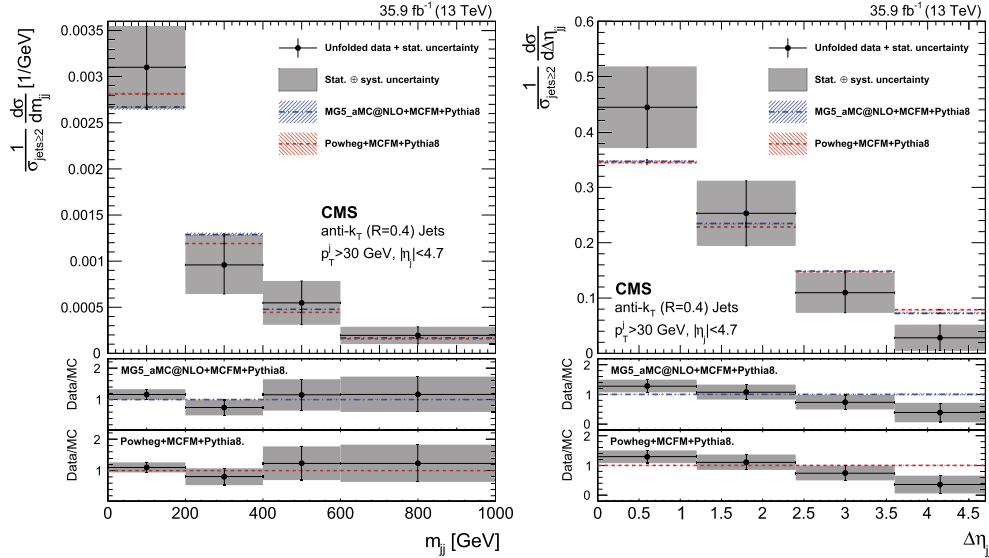 35.9 fb⁻¹ (13 TeV)
1/σ_jets≥2 dσ/dm_jj [1/GeV]
0.0035
0.003
0.0025
0.002
0.0015
0.001
0.0005
0
Unfolded data + stat. uncertainty
Stat. ⊕ syst. uncertainty
MG5_aMC@NLO+MCFM+Pythia8
Powheg+MCFM+Pythia8
CMS
anti-k_T (R=0.4) Jets
p_T^j>30 GeV, |η_j|<4.7
Data/MC
2
1
MG5_aMC@NLO+MCFM+Pythia8.
Data/MC
2
1
Powheg+MCFM+Pythia8.
0 200 400 600 800 1000
m_jj [GeV]
35.9 fb⁻¹ (13 TeV)
1/σ_jets≥2 dσ/dΔη_jj
0.6
0.5
0.4
0.3
0.2
0.1
0
Unfolded data + stat. uncertainty
Stat. ⊕ syst. uncertainty
MG5_aMC@NLO+MCFM+Pythia8
Powheg+MCFM+Pythia8
CMS
anti-k_T (R=0.4) Jets
p_T^j>30 GeV, |η_j|<4.7
Data/MC
2
1
0
MG5_aMC@NLO+MCFM+Pythia8.
Data/MC
2
1
0
Powheg+MCFM+Pythia8.
0 0.5 1 1.5 2 2.5 3 3.5 4 4.5
Δη_j